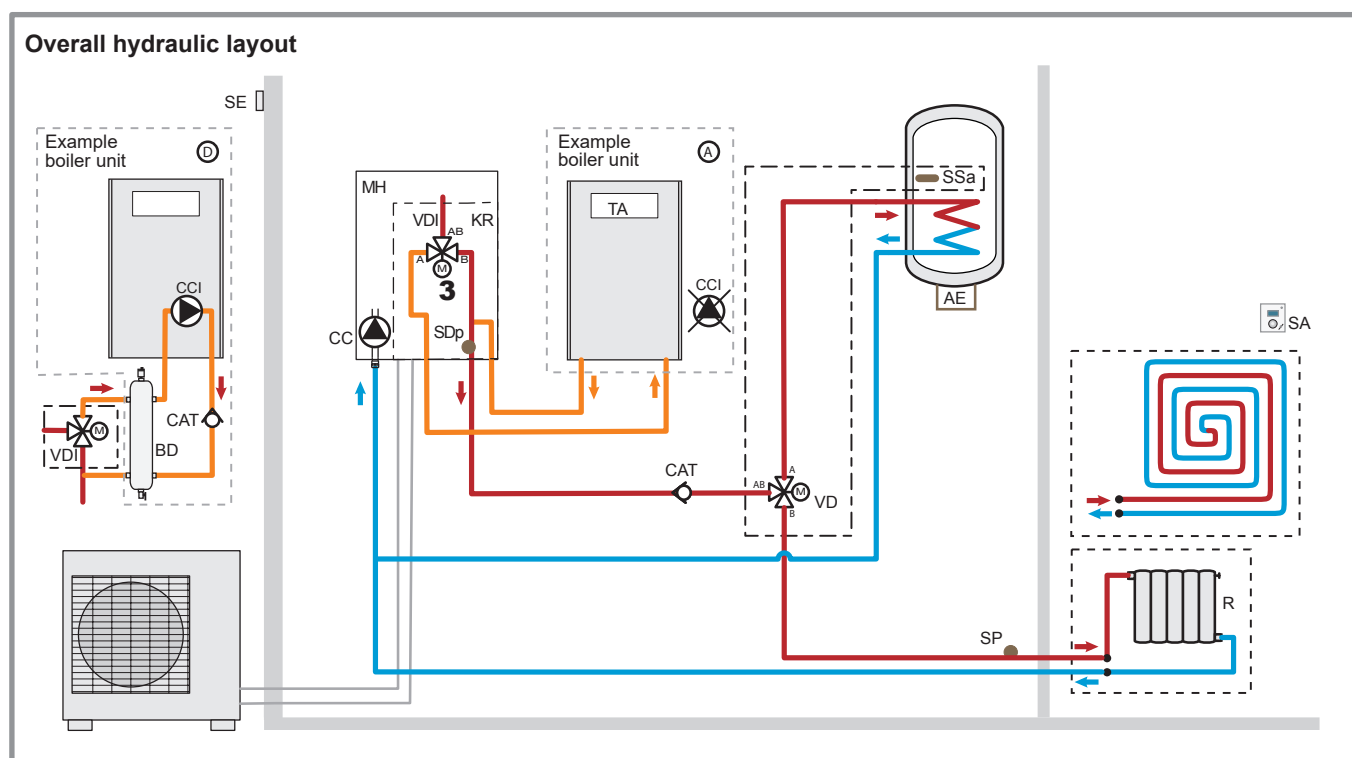 Overall hydraulic layout
SE
Example
boiler unit
D
CCI
CAT
VDI
M
BD
MH
VDI
KR
AB
A
B
M
3
SDp
CC
Example
boiler unit
A
TA
CCI
SSa
AE
SA
CAT
A
AB
M
VD
B
R
SP